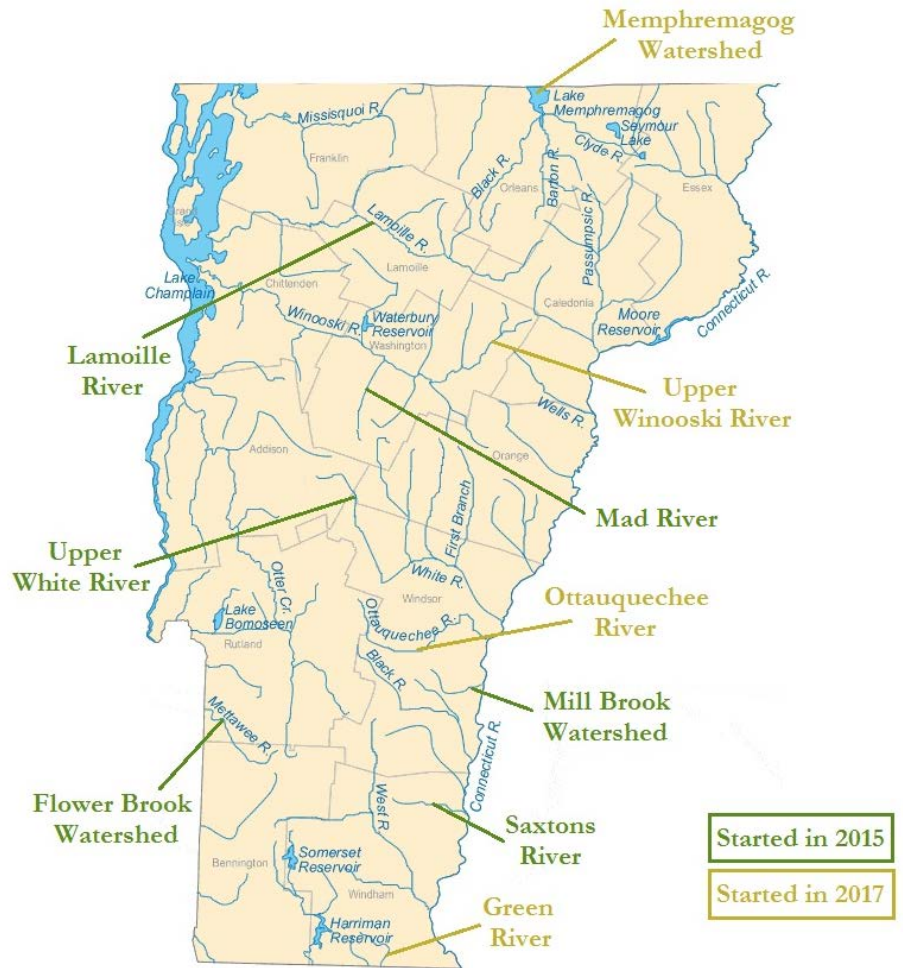 Memphremagog
Watershed
Missisquoi R.
Lake
Memphremagog
Seymour
Lake
Clyde R.
Franklin
Black R.
Orleans
Barton R.
Essex
Grand
Isle
Lamoille R.
Passumpsic R.
Lake
Champlain
Chittenden
Lamoille
Caledonia
Connecticut R.
Moore
Reservoir
Winooski R.
Waterbury
Reservoir
Washington
Lamoille
River
Upper
Winooski River
Wells R.
Addison
Orange
Mad River
First Branch
Upper
White River
White R.
Otter Cr.
Windsor
Ottauquechee
River
Lake
Bomoseen
Ottauquechee R.
Rutland
Black R.
Mill Brook
Watershed
Mettawee R.
Connecticut R.
Flower Brook
Watershed
West R.
Saxtons
River
Started in 2015
Somerset
Reservoir
Bennington
Started in 2017
Windham
Green
River
Harriman
Reservoir